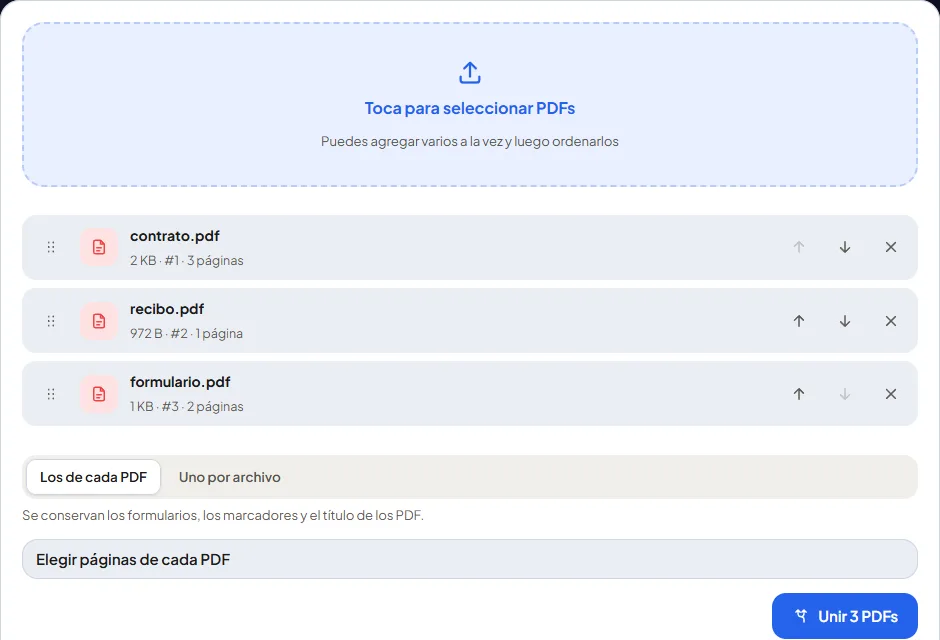 Toca para seleccionar PDFs
Puedes agregar varios a la vez y luego ordenarlos
contrato.pdf
2 KB · #1 · 3 páginas
recibo.pdf
972 B · #2 · 1 página
formulario.pdf
1 KB · #3 · 2 páginas
Los de cada PDF
Uno por archivo
Se conservan los formularios, los marcadores y el título de los PDF.
Elegir páginas de cada PDF
Unir 3 PDFs